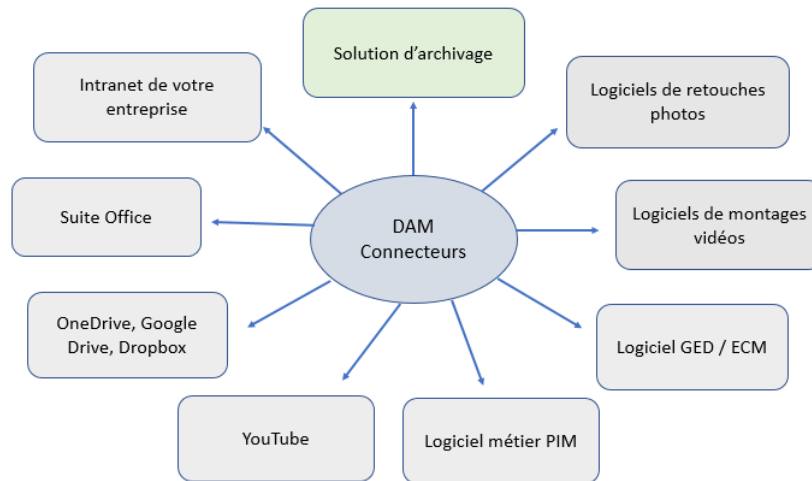 Solution d’archivage
Intranet de votre
entreprise
Logiciels de retouches
photos
Suite Office
DAM
Connecteurs
Logiciels de montages
vidéos
OneDrive, Google
Drive, Dropbox
Logiciel GED / ECM
YouTube
Logiciel métier PIM